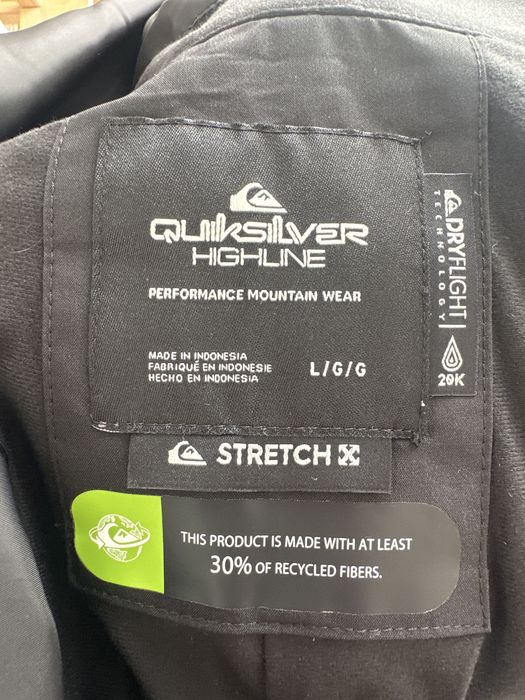 QUIKSILVER
HIGHLINE
PERFORMANCE MOUNTAIN WEAR
MADE IN INDONESIA
FABRIQUÉ EN INDONESIE
HECHO EN INDONESIA
L/G/G
DRYFLIGHT
TECHNOLOGY
20K
STRETCH
THIS PRODUCT IS MADE WITH AT LEAST
30% OF RECYCLED FIBERS.